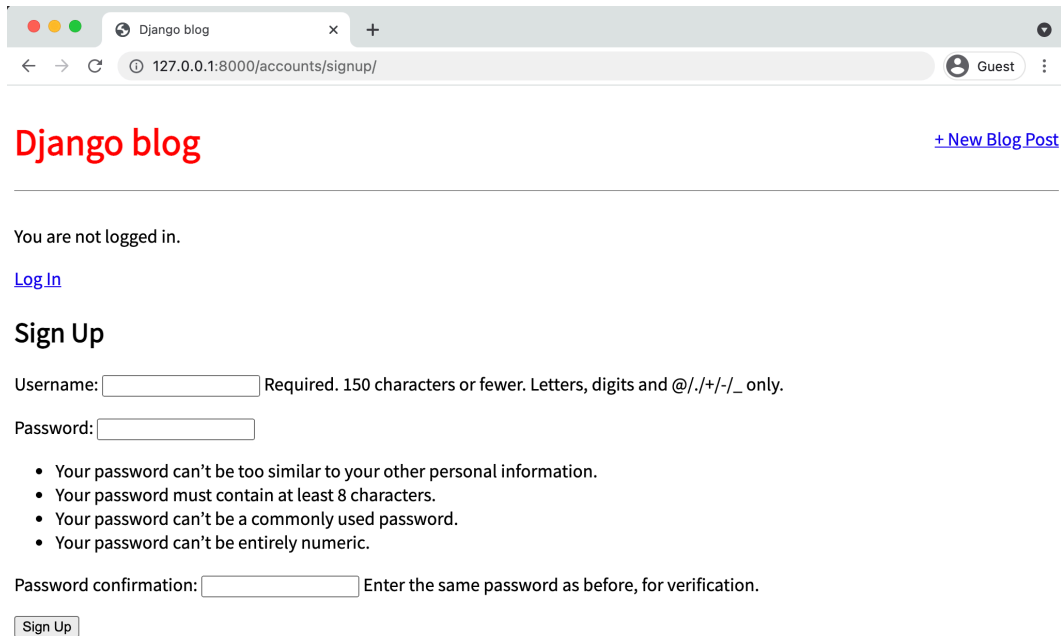 Django blog
127.0.0.1:8000/accounts/signup/
Guest
Django blog
+ New Blog Post
You are not logged in.
Log In
Sign Up
Username: Required. 150 characters or fewer. Letters, digits and @/./+/-/_ only.
Password:
Your password can’t be too similar to your other personal information.
Your password must contain at least 8 characters.
Your password can’t be a commonly used password.
Your password can’t be entirely numeric.
Password confirmation: Enter the same password as before, for verification.
Sign Up